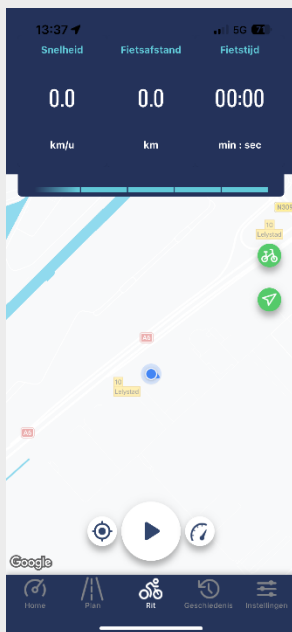 13:37 5G 71
Snelheid Fietsafstand Fietstijd
0.0 0.0 00:00
km/u km min : sec
N309
10
Lelystad
A6
10
Lelystad
A6
Google
Home Plan Rit Geschiedenis Instellingen